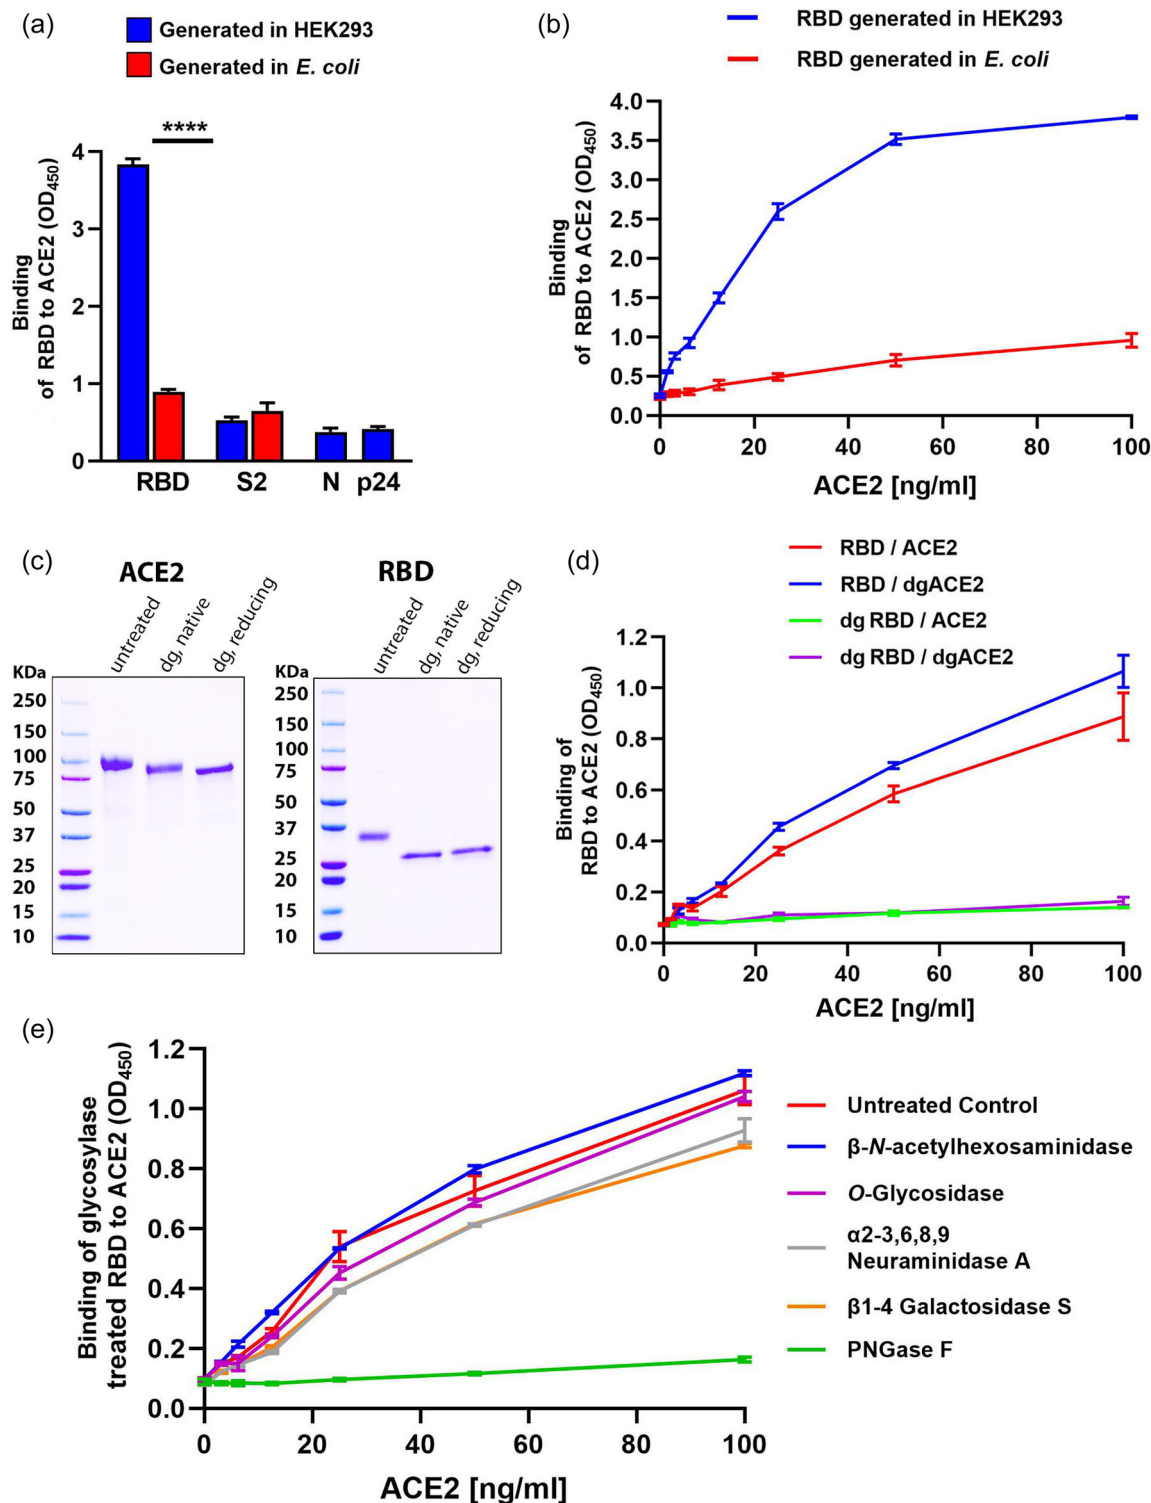 (a)
Generated in HEK293
Generated in E. coli
****
Binding
of RBD to ACE2 (OD450)
4
3
2
1
0
RBD S2 N p24
(b)
RBD generated in HEK293
RBD generated in E. coli
Binding
of RBD to ACE2 (OD450)
4.0
3.5
3.0
2.5
2.0
1.5
1.0
0.5
0.0
0 20 40 60 80 100
ACE2 [ng/ml]
(c)
ACE2
untreated
dg, native
dg, reducing
KDa
250
150
100
75
50
37
25
20
15
10
RBD
untreated
dg, native
dg, reducing
KDa
250
150
100
75
50
37
25
20
15
10
(d)
RBD / ACE2
RBD / dgACE2
dg RBD / ACE2
dg RBD / dgACE2
Binding of
RBD to ACE2 (OD450)
1.2
1.0
0.8
0.6
0.4
0.2
0.0
0 20 40 60 80 100
ACE2 [ng/ml]
(e)
Binding of glycosylase
treated RBD to ACE2 (OD450)
1.2
1.0
0.8
0.6
0.4
0.2
0.0
0 20 40 60 80 100
ACE2 [ng/ml]
Untreated Control
β-N-acetylhexosaminidase
O-Glycosidase
α2-3,6,8,9
Neuraminidase A
β1-4 Galactosidase S
PNGase F